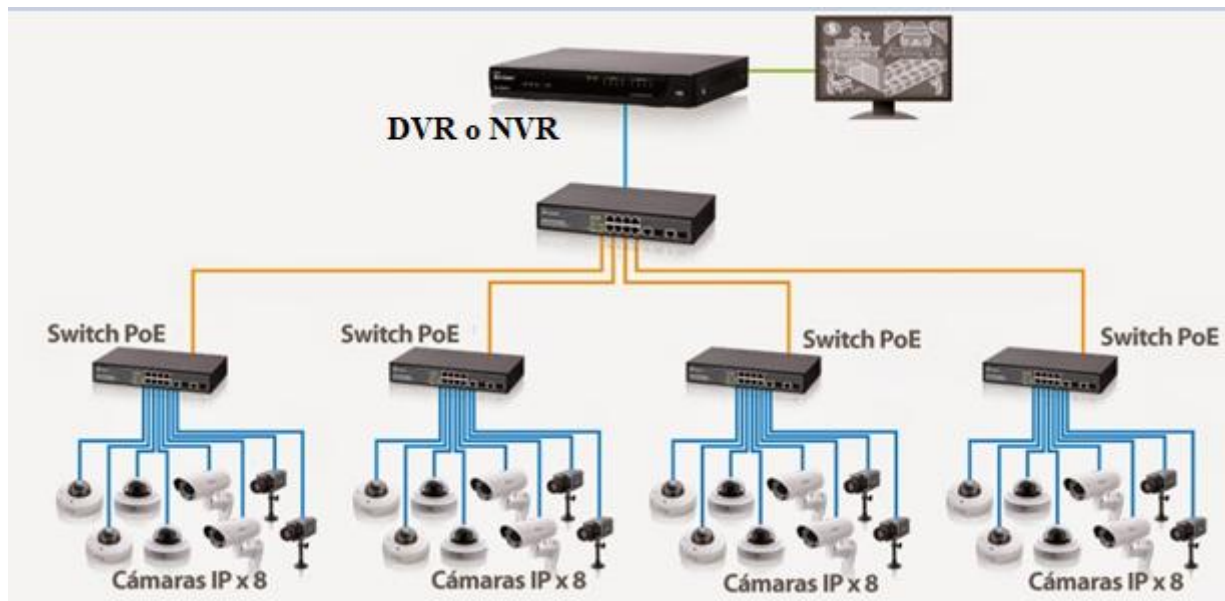 DVR o NVR
Switch PoE
Switch PoE
Switch PoE
Switch PoE
Cámaras IP x 8
Cámaras IP x 8
Cámaras IP x 8
Cámaras IP x 8